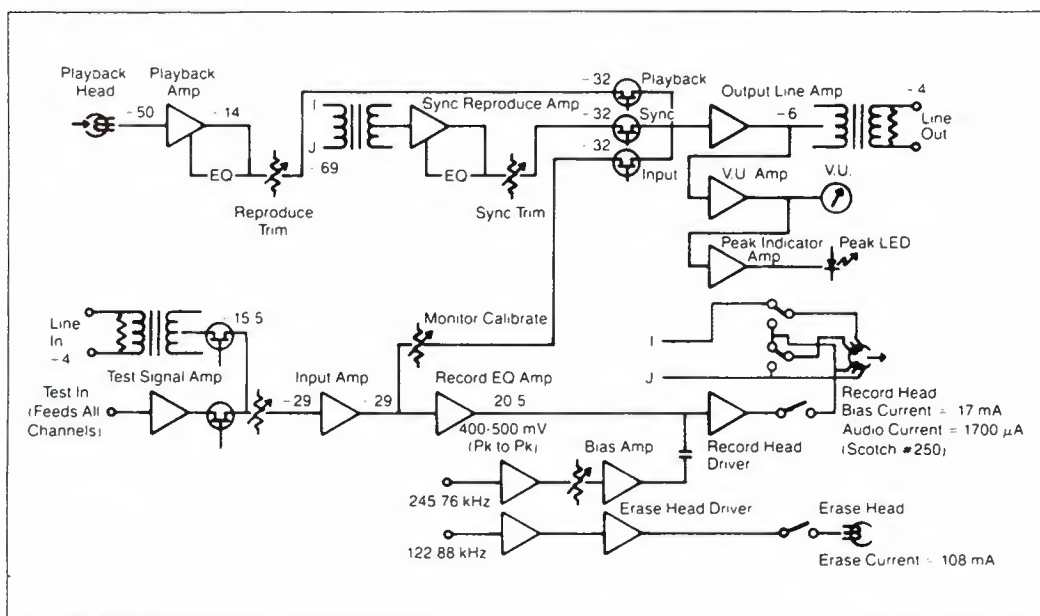 Playback
Head
Playback
Amp
- 50
- 14
EQ
Reproduce
Trim
I
J
- 69
Sync Reproduce Amp
EQ
Sync Trim
- 32
Playback
- 32
Sync
- 32
Input
Output Line Amp
- 6
- 4
Line
Out
V.U Amp
V.U.
Peak Indicator
Amp
Peak LED
Line
In
- 4
- 15 5
Monitor Calibrate
Test Signal Amp
Test In
(Feeds All
Channels)
- 29
Input Amp
- 29
Record EQ Amp
20 5
400-500 mV
(Pk to Pk)
Bias Amp
I
J
Record Head
Driver
Record Head
Bias Current = 17 mA
Audio Current = 1700 µA
(Scotch #250)
245 76 kHz
Erase Head Driver
122 88 kHz
Erase Head
Erase Current = 108 mA